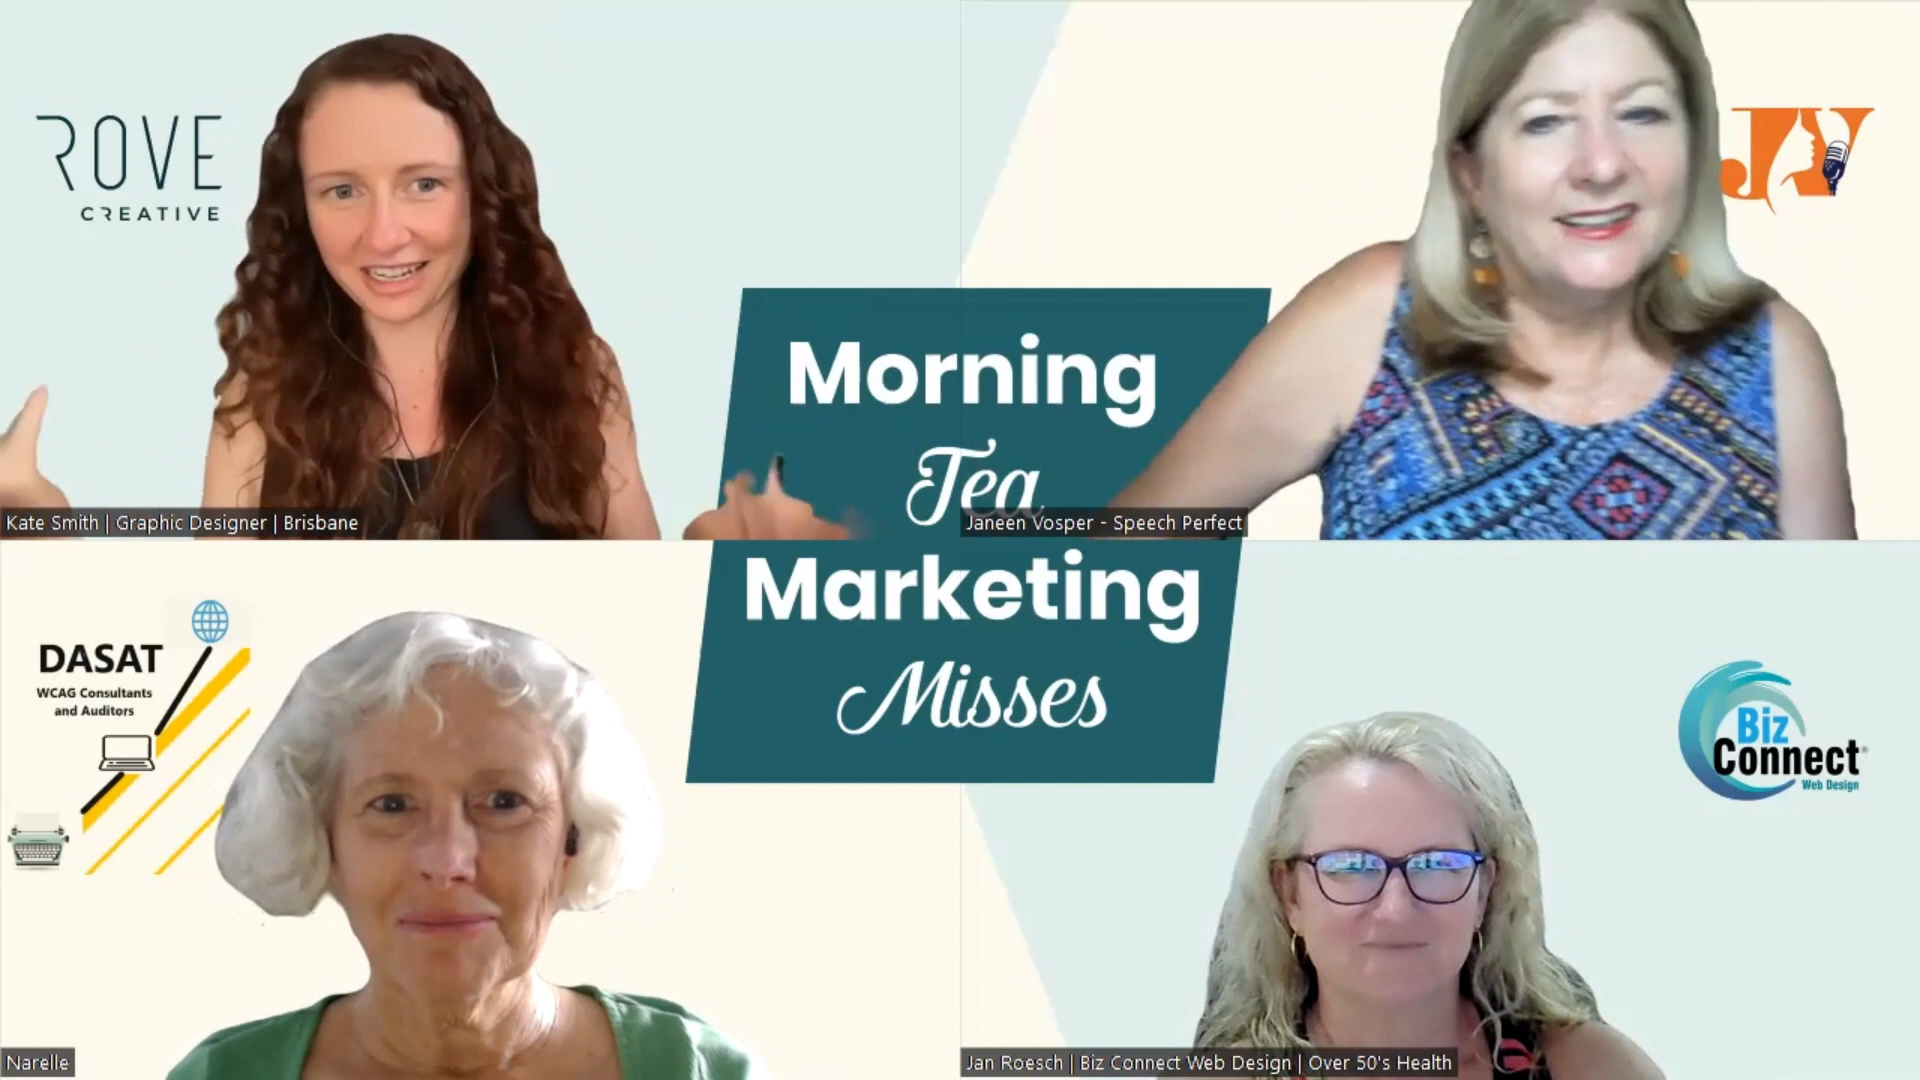 ROVE
CREATIVE
JV
Morning
Tea
Kate Smith | Graphic Designer | Brisbane
Janeen Vosper - Speech Perfect
Marketing
Misses
DASAT
WCAG Consultants
and Auditors
Biz
Connect®
Web Design
Narelle
Jan Roesch | Biz Connect Web Design | Over 50's Health